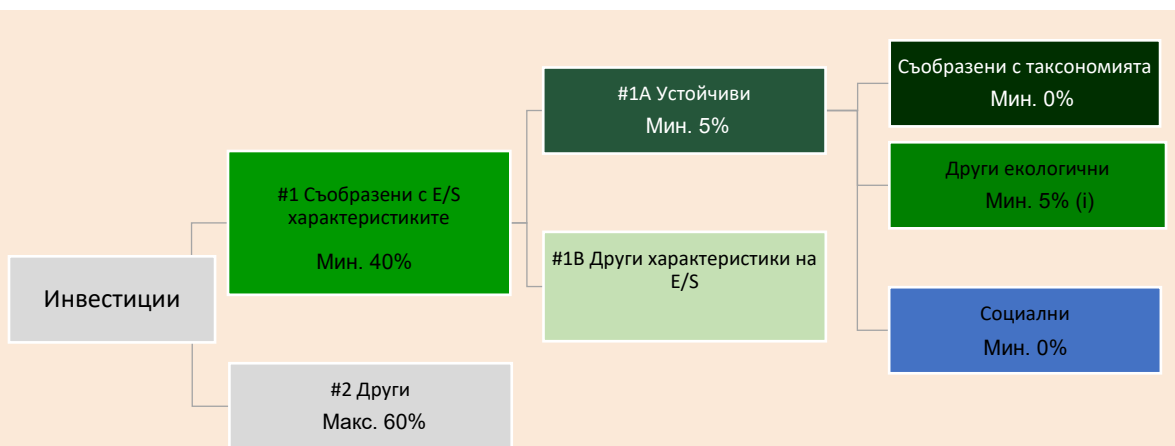 Инвестиции
#1 Съобразени с E/S
характеристиките
Мин. 40%
#2 Други
Макс. 60%
#1A Устойчиви
Мин. 5%
#1B Други характеристики на
E/S
Съобразени с таксономията
Мин. 0%
Други екологични
Мин. 5% (i)
Социални
Мин. 0%